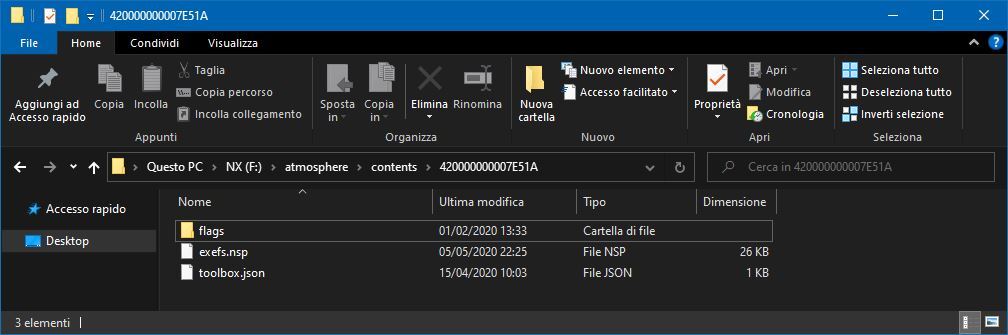 420000000007E51A
File Home Condividi Visualizza
Aggiungi ad Accesso rapido
Copia
Incolla
Taglia
Copia percorso
Incolla collegamento
Appunti
Sposta in
Copia in
Elimina
Rinomina
Organizza
Nuova cartella
Nuovo elemento
Accesso facilitato
Nuovo
Proprietà
Apri
Modifica
Cronologia
Apri
Seleziona tutto
Deseleziona tutto
Inverti selezione
Seleziona
Questo PC > NX (F:) > atmosphere > contents > 420000000007E51A
Cerca in 420000000007E51A
Accesso rapido
Desktop
Nome Ultima modifica Tipo Dimensione
flags 01/02/2020 13:33 Cartella di file
exefs.nsp 05/05/2020 22:25 File NSP 26 KB
toolbox.json 15/04/2020 10:03 File JSON 1 KB
3 elementi